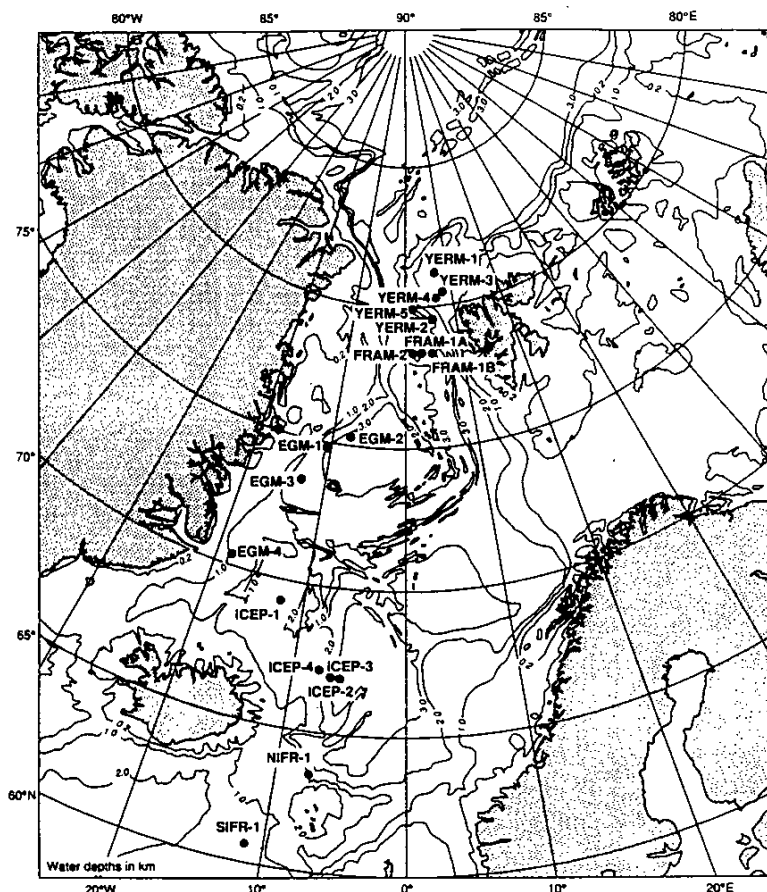 80°W 85° 90° 85° 80°E
75°
70°
65°
60°N
YERM-1
YERM-3
YERM-4
YERM-5
YERM-2
FRAM-1A
FRAM-2
FRAM-1B
EGM-1
EGM-2
EGM-3
EGM-4
ICEP-1
ICEP-4 ICEP-3
ICEP-2
NIFR-1
SIFR-1
Water depths in km
20°W 10° 0° 10° 20°E